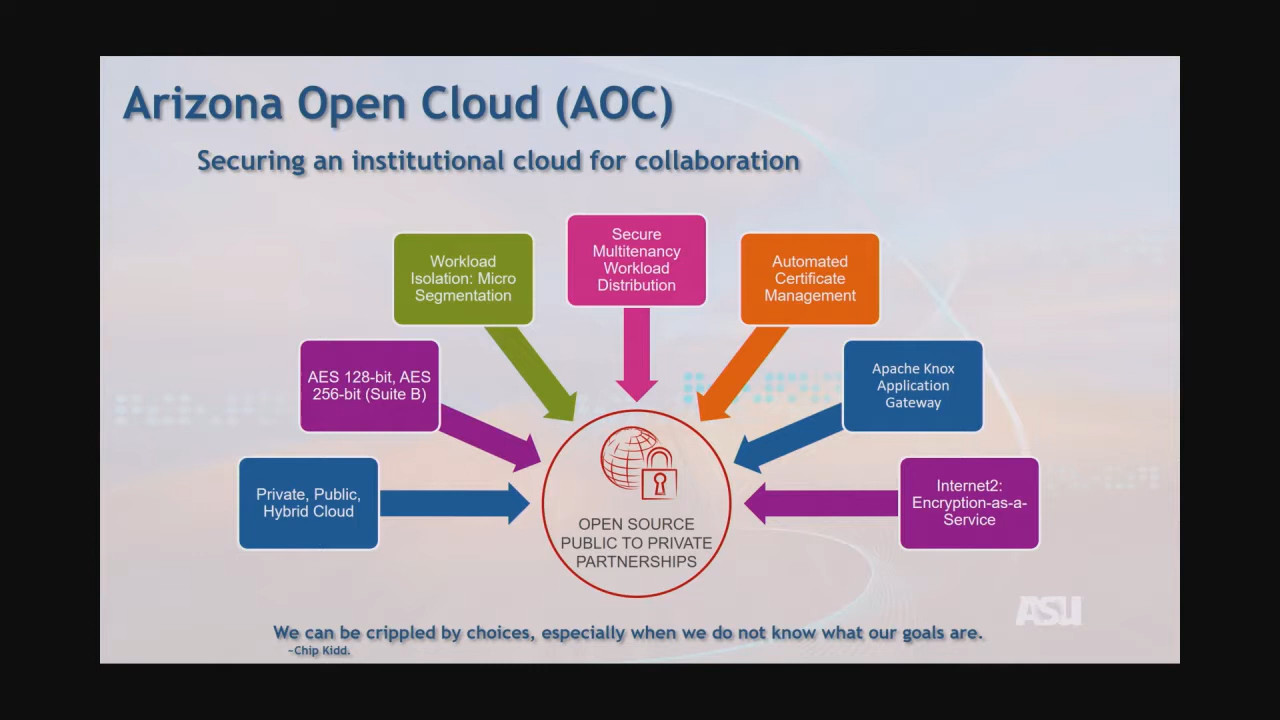 Arizona Open Cloud (AOC)
Securing an institutional cloud for collaboration
Private, Public,
Hybrid Cloud
AES 128-bit, AES
256-bit (Suite B)
Workload
Isolation: Micro
Segmentation
Secure
Multitenancy
Workload
Distribution
Automated
Certificate
Management
Apache Knox
Application
Gateway
Internet2:
Encryption-as-a-
Service
OPEN SOURCE
PUBLIC TO PRIVATE
PARTNERSHIPS
ASU
We can be crippled by choices, especially when we do not know what our goals are.
~Chip Kidd.